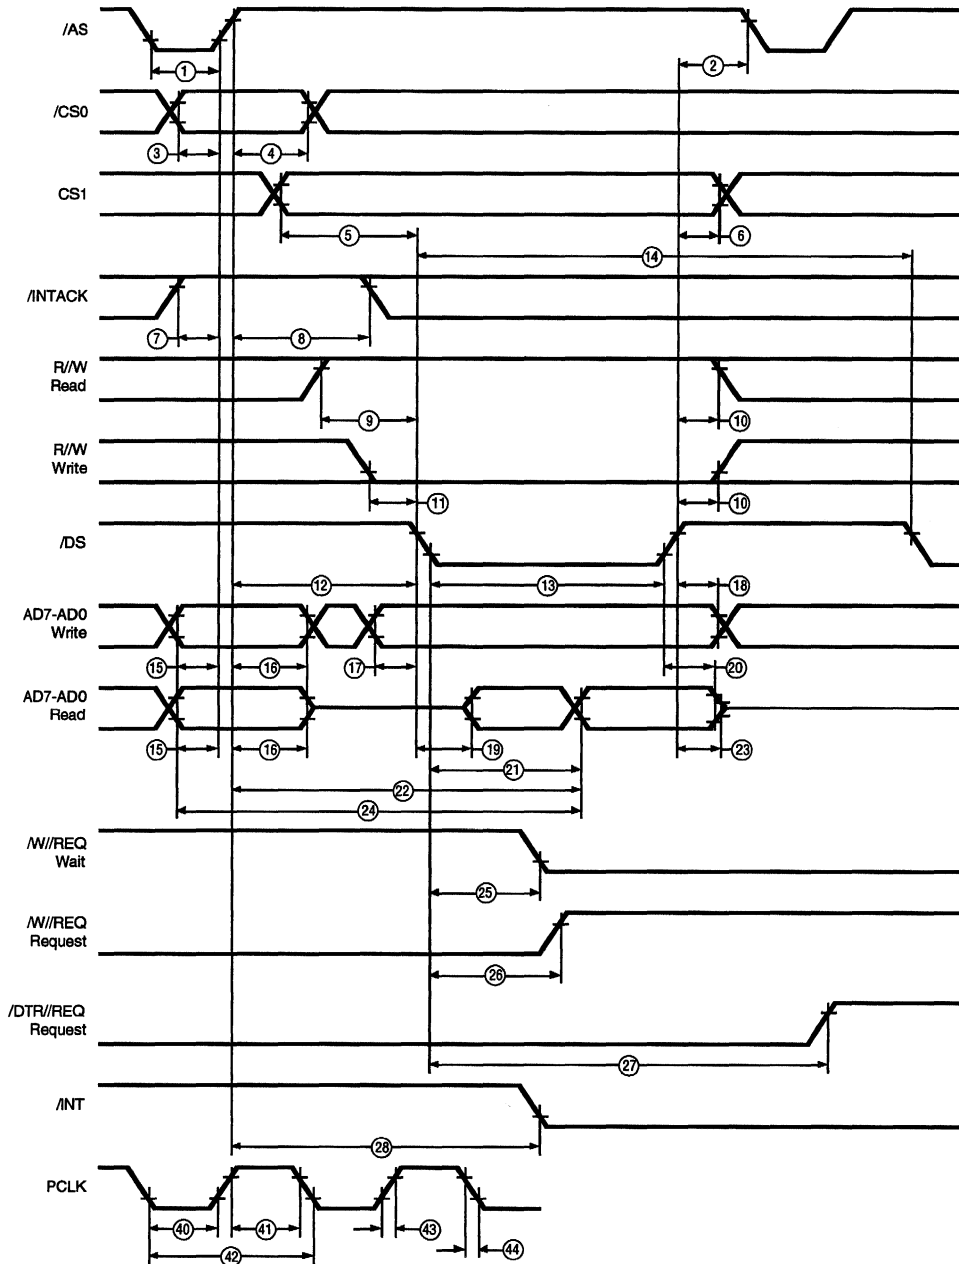 /AS
1
2
/CS0
3
4
CS1
5
6
14
/INTACK
7
8
R//W
Read
9
10
R//W
Write
11
10
/DS
12
13
18
AD7-AD0
Write
15
16
17
20
AD7-AD0
Read
15
16
19
23
21
22
24
/W//REQ
Wait
25
/W//REQ
Request
26
/DTR//REQ
Request
27
/INT
28
PCLK
40
41
43
42
44